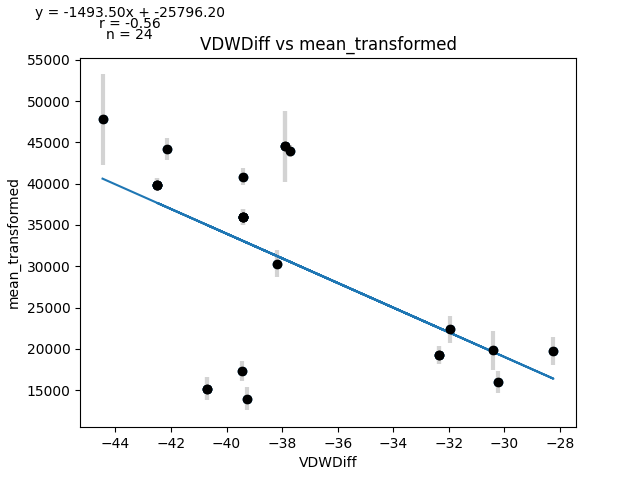 y = -1493.50x + -25796.20
r = -0.56
n = 24
VDWDiff vs mean_transformed
55000
50000
45000
40000
35000
30000
25000
20000
15000
mean_transformed
−44 −42 −40 −38 −36 −34 −32 −30 −28
VDWDiff